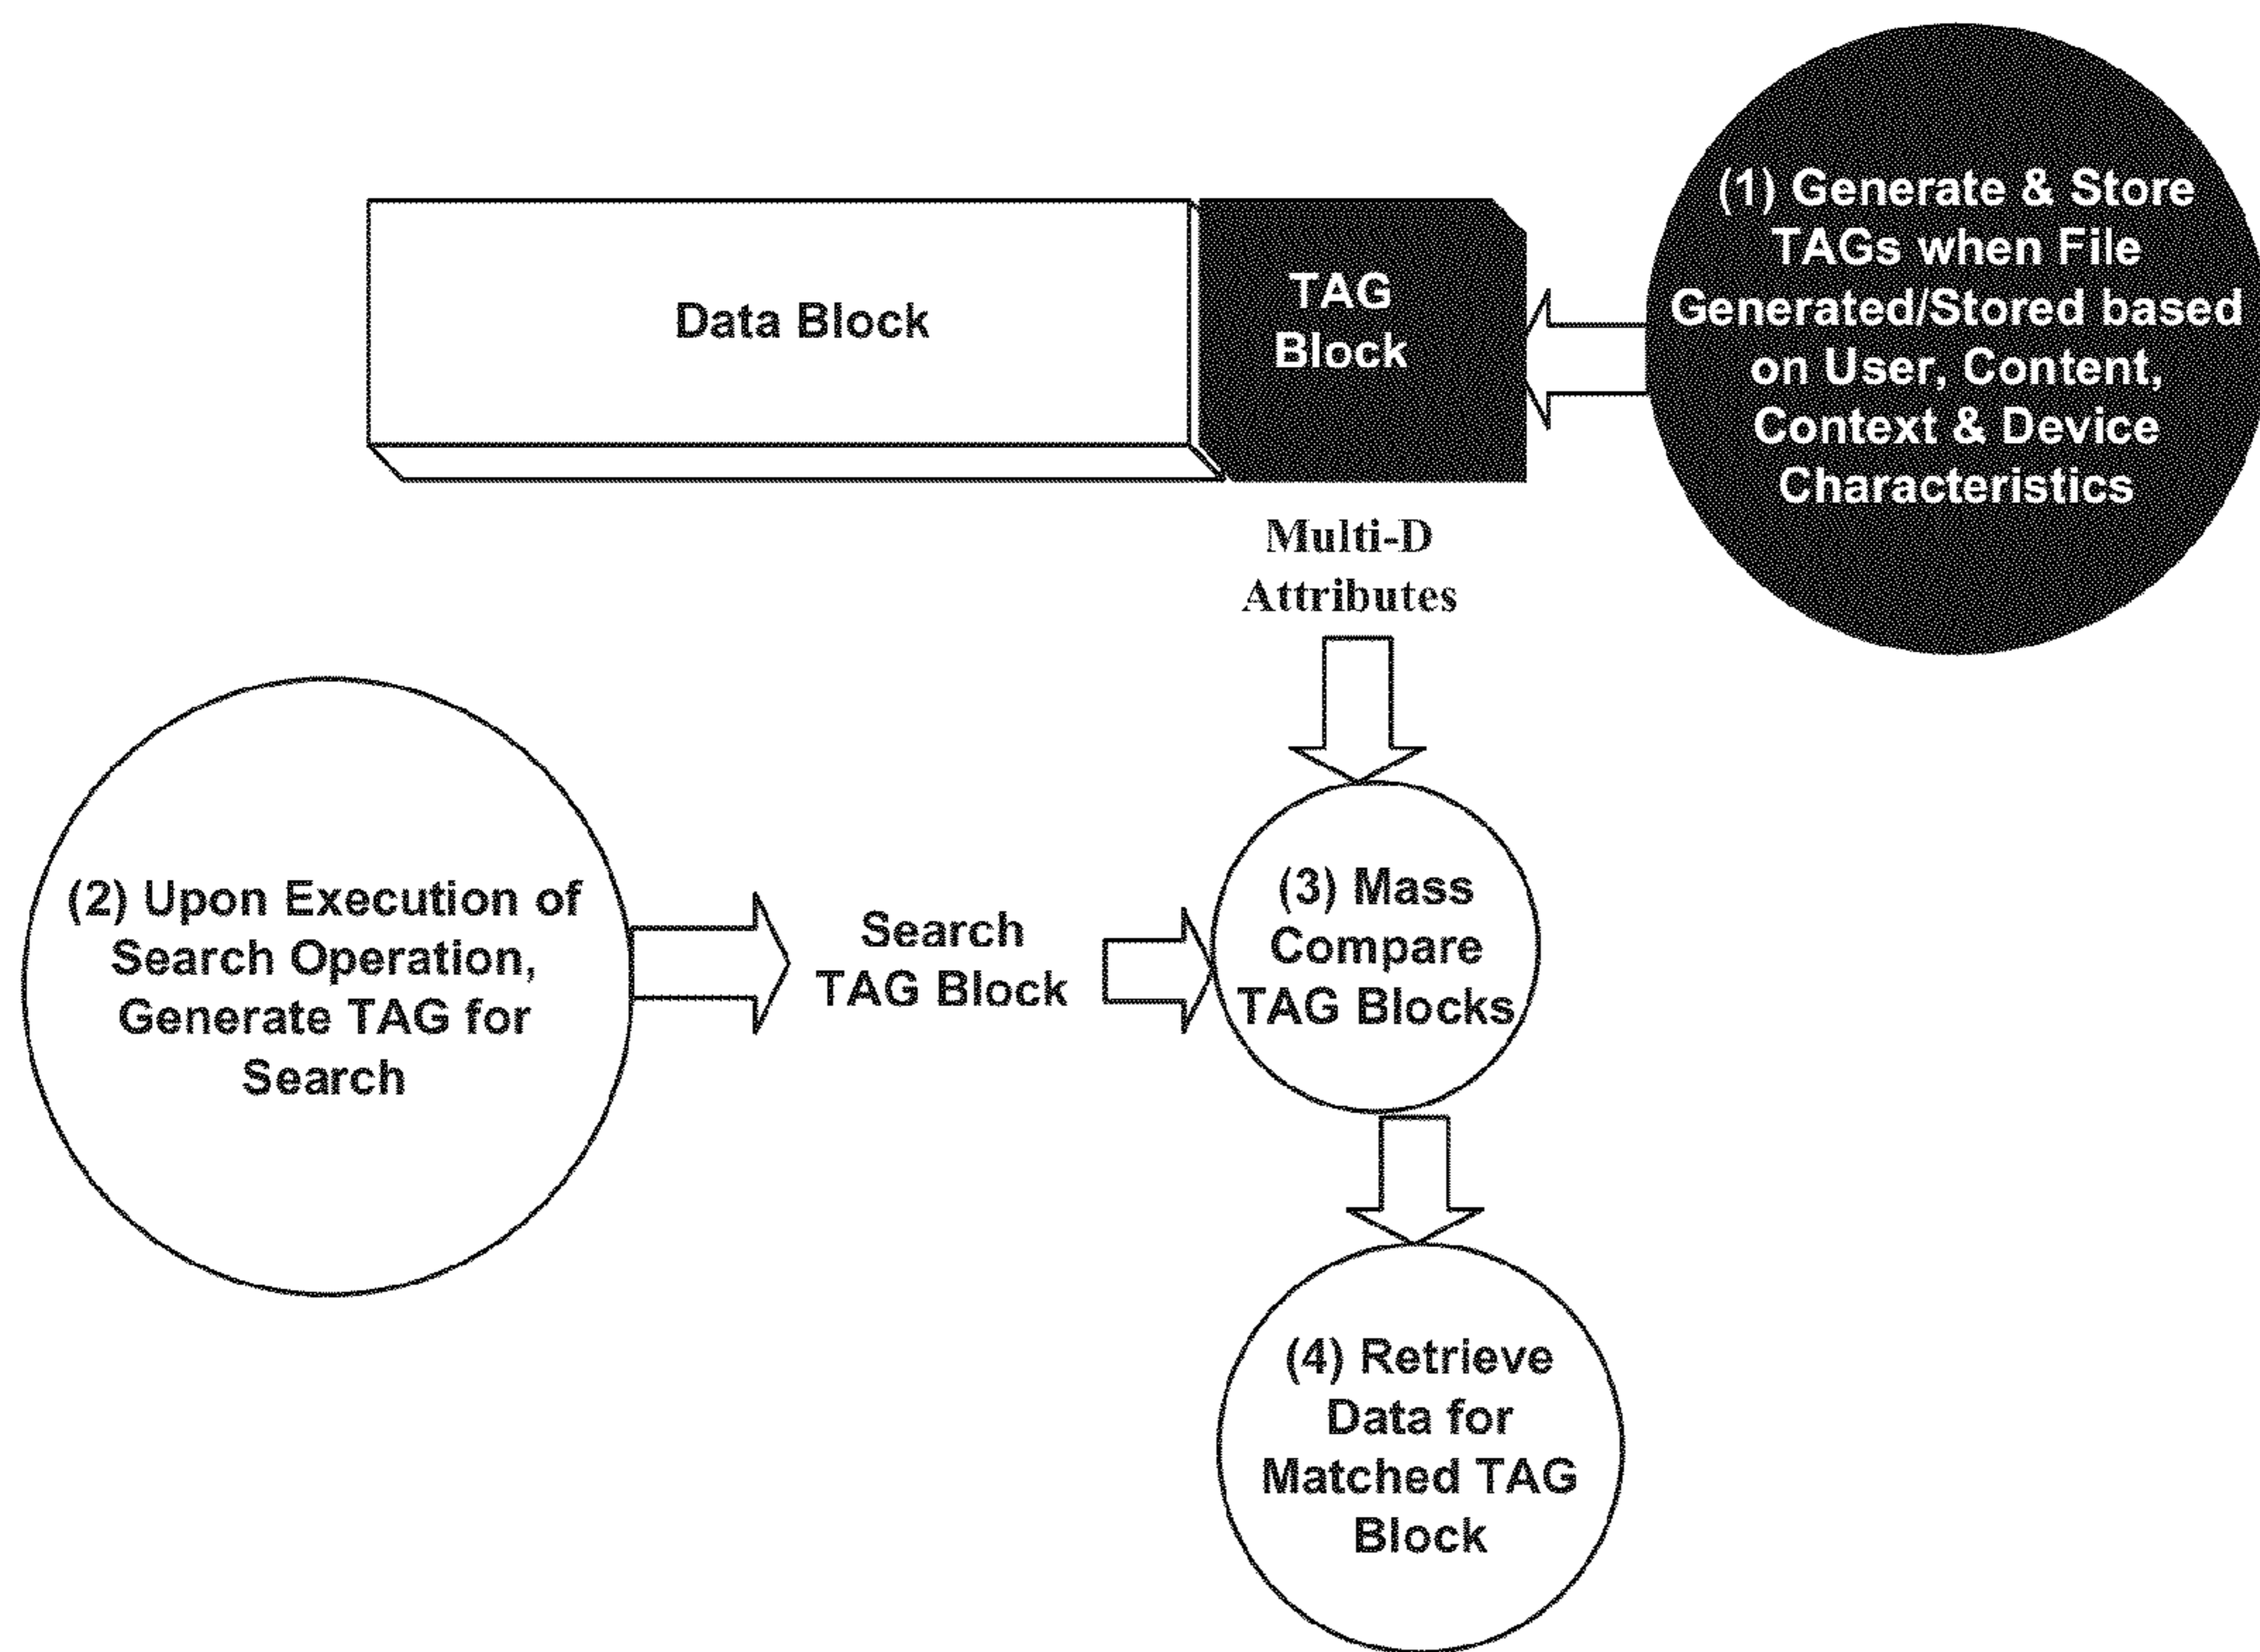 (1) Generate & Store
TAGs when File
Generated/Stored based
on User, Content,
Context & Device
Characteristics
Data Block
TAG
Block
Multi-D
Attributes
(2) Upon Execution of
Search Operation,
Generate TAG for
Search
Search
TAG Block
(3) Mass
Compare
TAG Blocks
(4) Retrieve
Data for
Matched TAG
Block